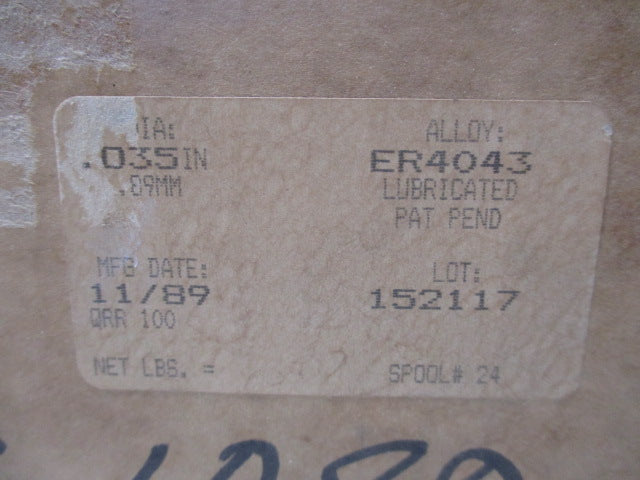 IA: ALLOY:
.035IN ER4043
.89MM LUBRICATED
PAT PEND
MFG DATE: LOT:
11/89 152117
QRR 100
NET LBS. = SPOOL# 24